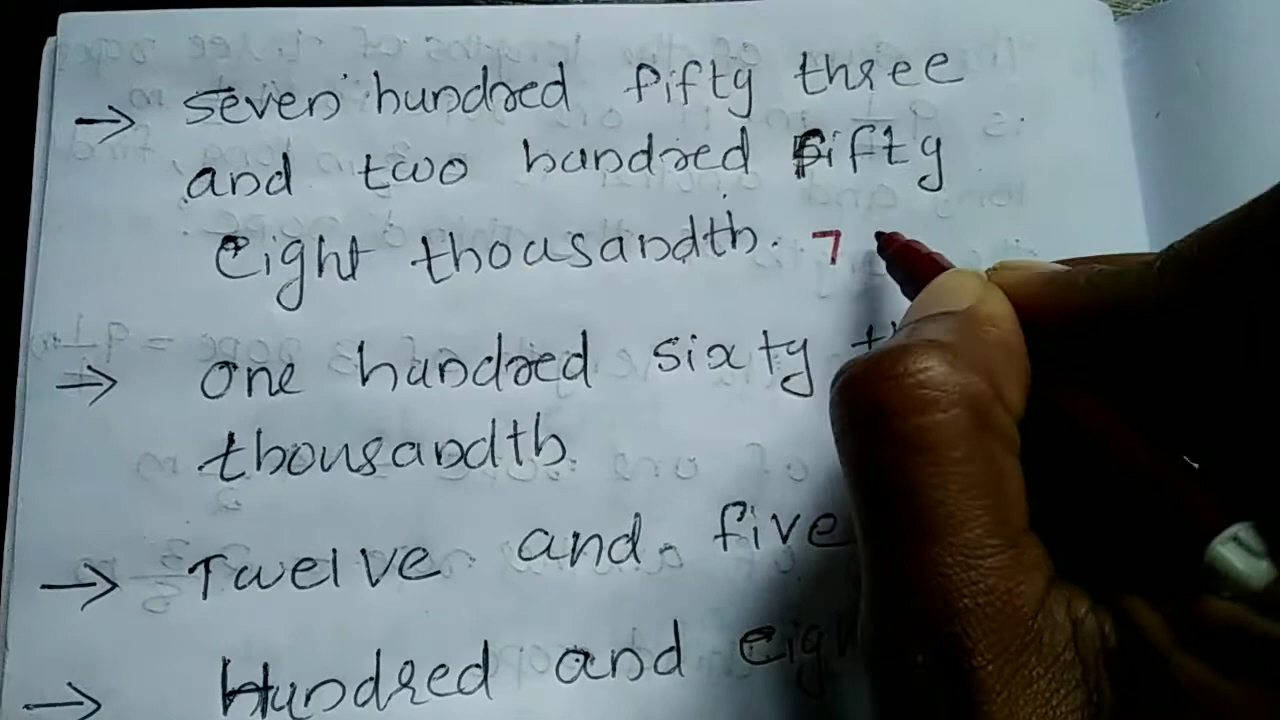 → seven hundred fifty three
and two hundred fifty
eight thousandth. 7
→ one hundred sixty
thousandth.
→ Twelve and five
→ Hundred and